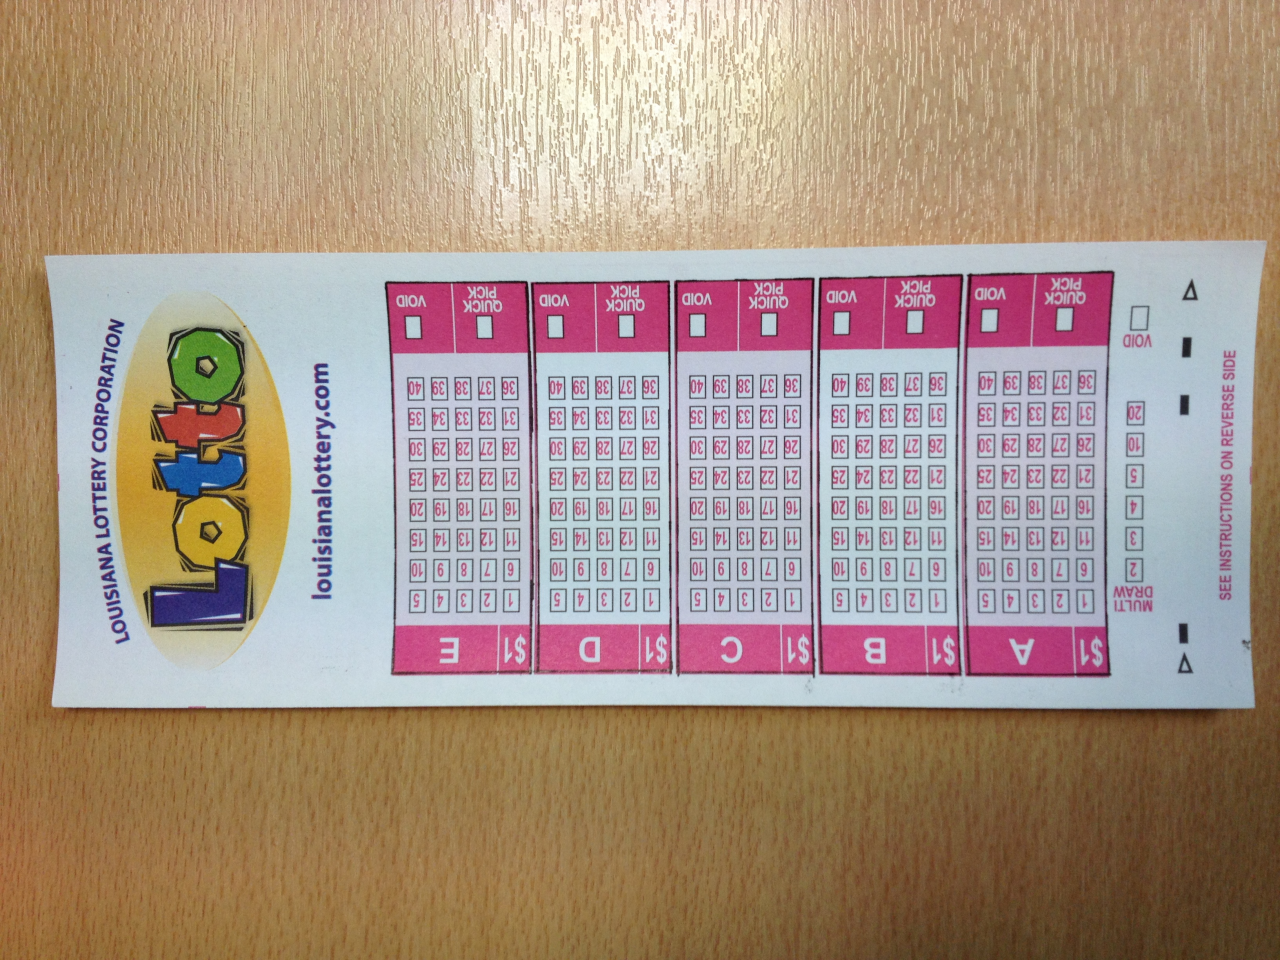 LOUISIANA LOTTERY CORPORATION
Lotto
louisianalottery.com
SEE INSTRUCTIONS ON REVERSE SIDE
MULTI
DRAW
2
3
4
5
10
20
VOID
$1 A
1 2 3 4 5
6 7 8 9 10
11 12 13 14 15
16 17 18 19 20
21 22 23 24 25
26 27 28 29 30
31 32 33 34 35
36 37 38 39 40
QUICK
PICK
VOID
$1 B
1 2 3 4 5
6 7 8 9 10
11 12 13 14 15
16 17 18 19 20
21 22 23 24 25
26 27 28 29 30
31 32 33 34 35
36 37 38 39 40
QUICK
PICK
VOID
$1 C
1 2 3 4 5
6 7 8 9 10
11 12 13 14 15
16 17 18 19 20
21 22 23 24 25
26 27 28 29 30
31 32 33 34 35
36 37 38 39 40
QUICK
PICK
VOID
$1 D
1 2 3 4 5
6 7 8 9 10
11 12 13 14 15
16 17 18 19 20
21 22 23 24 25
26 27 28 29 30
31 32 33 34 35
36 37 38 39 40
QUICK
PICK
VOID
$1 E
1 2 3 4 5
6 7 8 9 10
11 12 13 14 15
16 17 18 19 20
21 22 23 24 25
26 27 28 29 30
31 32 33 34 35
36 37 38 39 40
QUICK
PICK
VOID